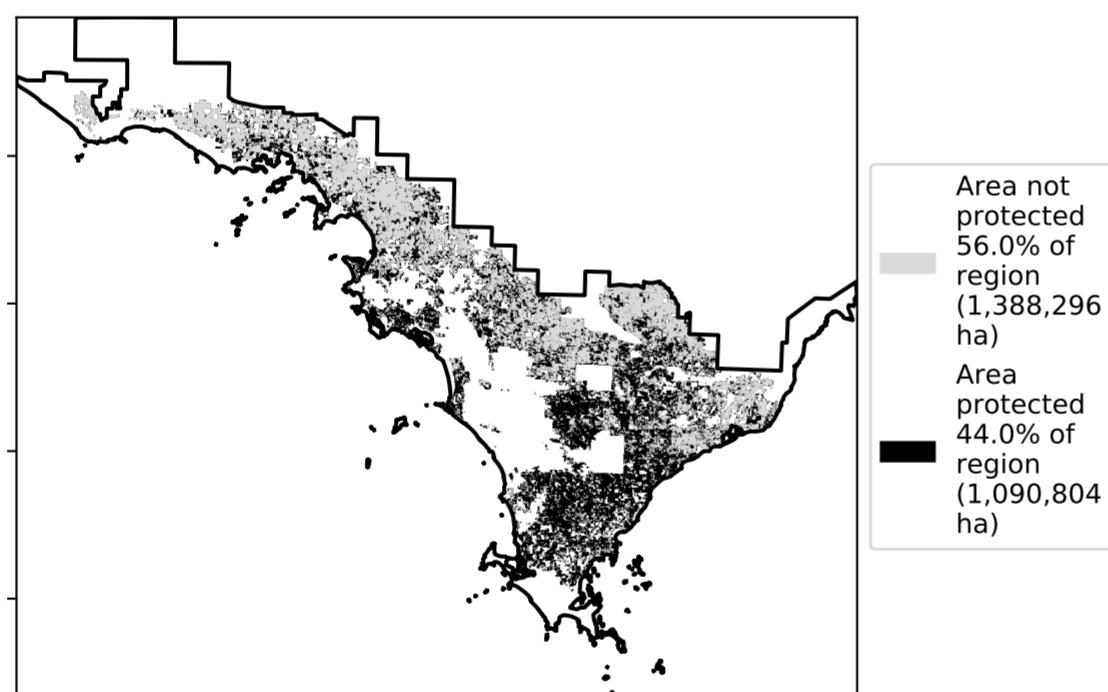 Area not
protected
56.0% of
region
(1,388,296
ha)
Area
protected
44.0% of
region
(1,090,804
ha)